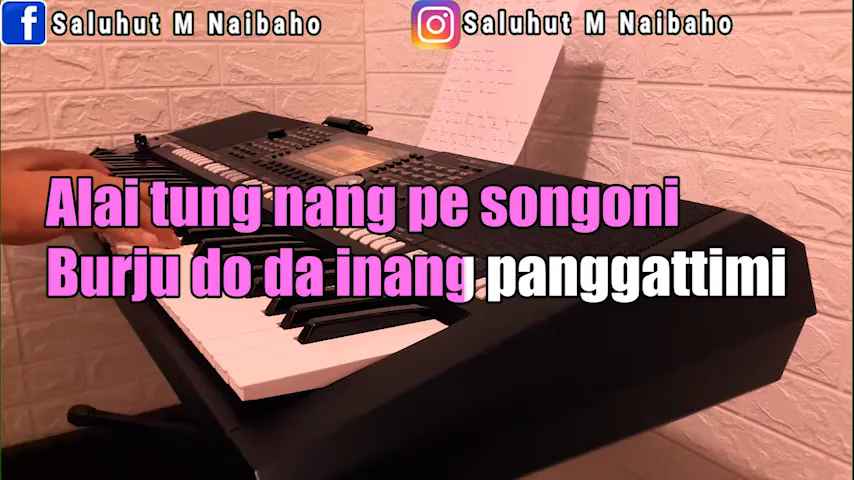 Saluhut M Naibaho
Saluhut M Naibaho
Alai tung nang pe songoni
Burju do da inang panggattimi